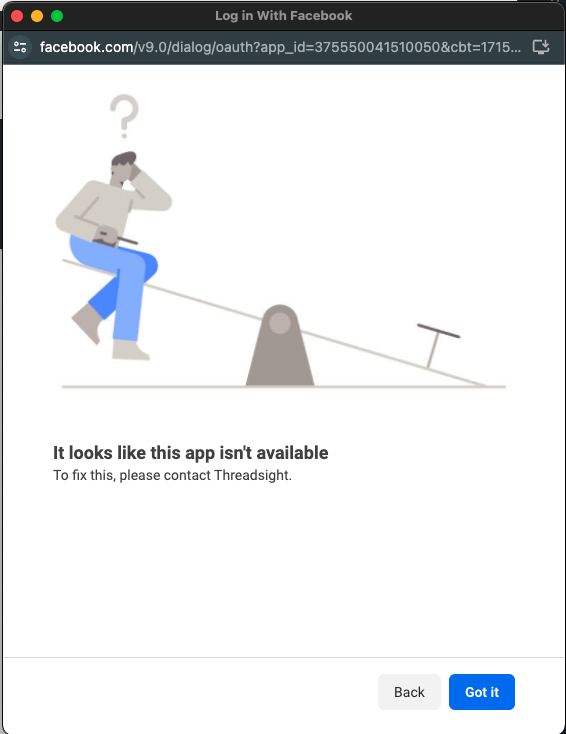 Log in With Facebook
facebook.com/v9.0/dialog/oauth?app_id=375550041510050&cbt=1715...
?
It looks like this app isn't available
To fix this, please contact Threadsight.
Back
Got it